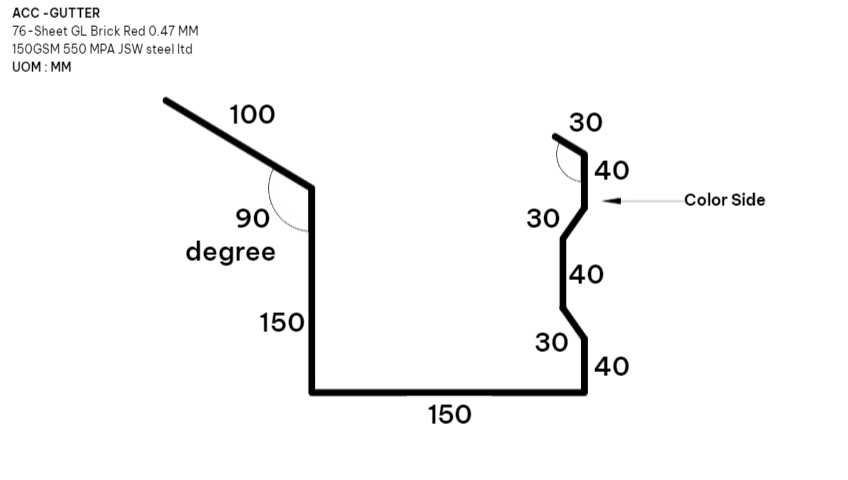 ACC -GUTTER
76-Sheet GL Brick Red 0.47 MM
150GSM 550 MPA JSW steel ltd
UOM : MM
100
30
40
Color Side
90
degree
30
40
150
30
40
150